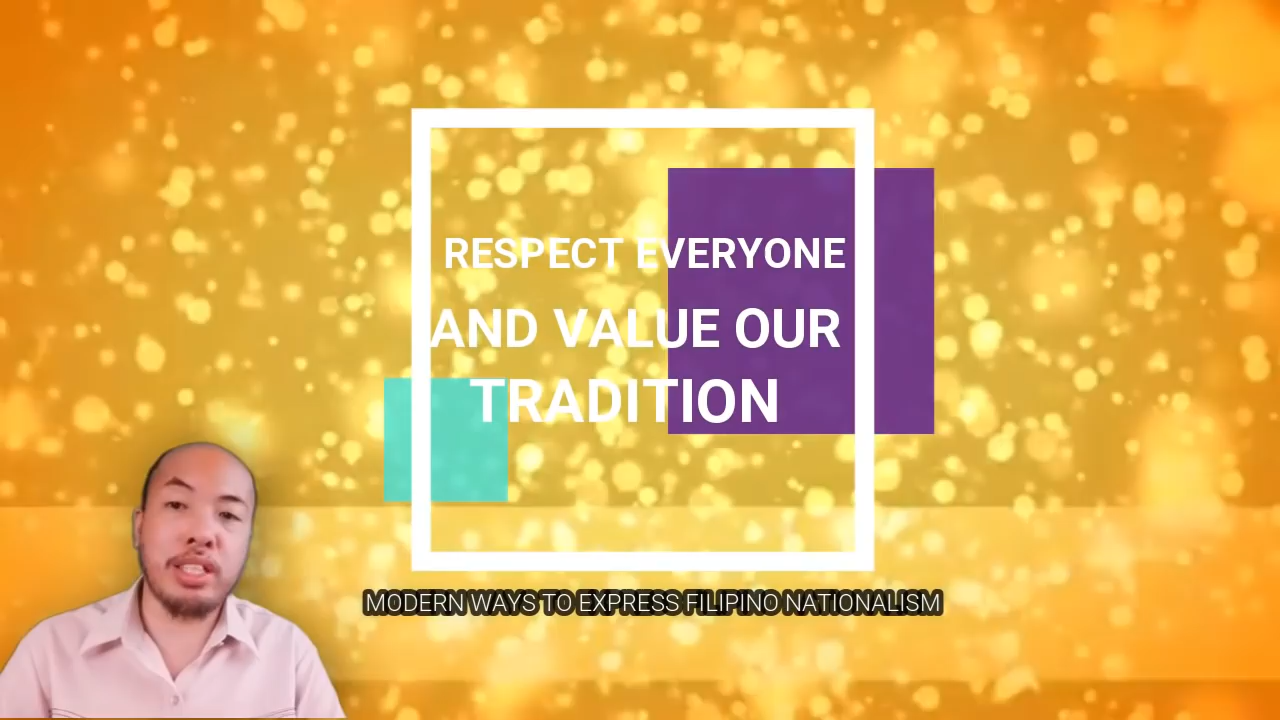 RESPECT EVERYONE
AND VALUE OUR
TRADITION
MODERN WAYS TO EXPRESS FILIPINO NATIONALISM